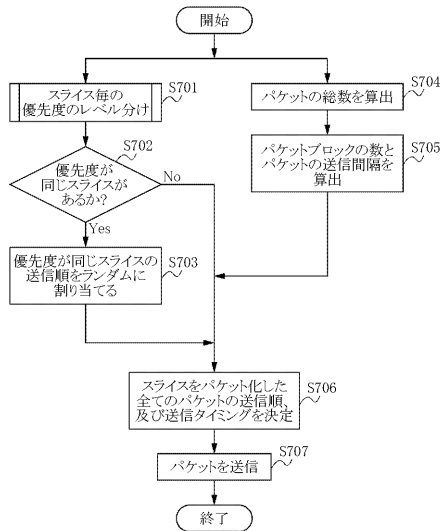 開始
S701
スライス毎の
優先度のレベル分け
S704
パケットの総数を算出
S702
優先度が
同じスライスが
あるか?
No
Yes
S705
パケットブロックの数と
パケットの送信間隔を
算出
S703
優先度が同じスライスの
送信順をランダムに
割り当てる
S706
スライスをパケット化した
全てのパケットの送信順、
及び送信タイミングを決定
S707
パケットを送信
終了